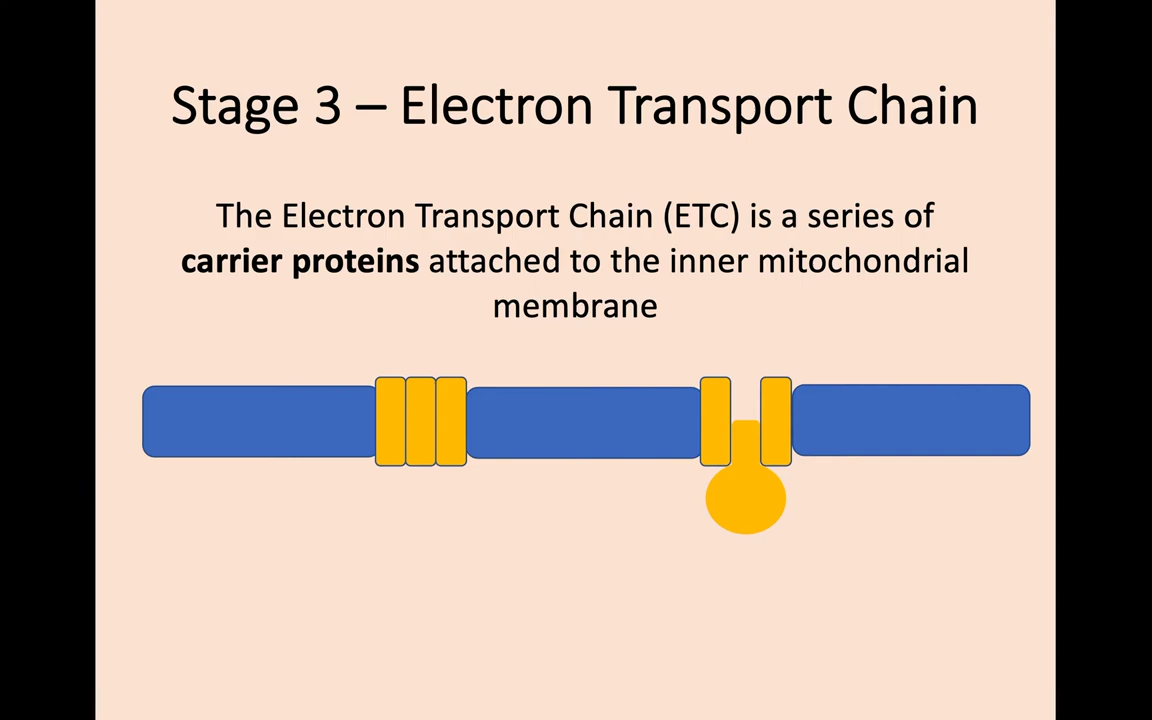 Stage 3 – Electron Transport Chain
The Electron Transport Chain (ETC) is a series of
carrier proteins attached to the inner mitochondrial
membrane